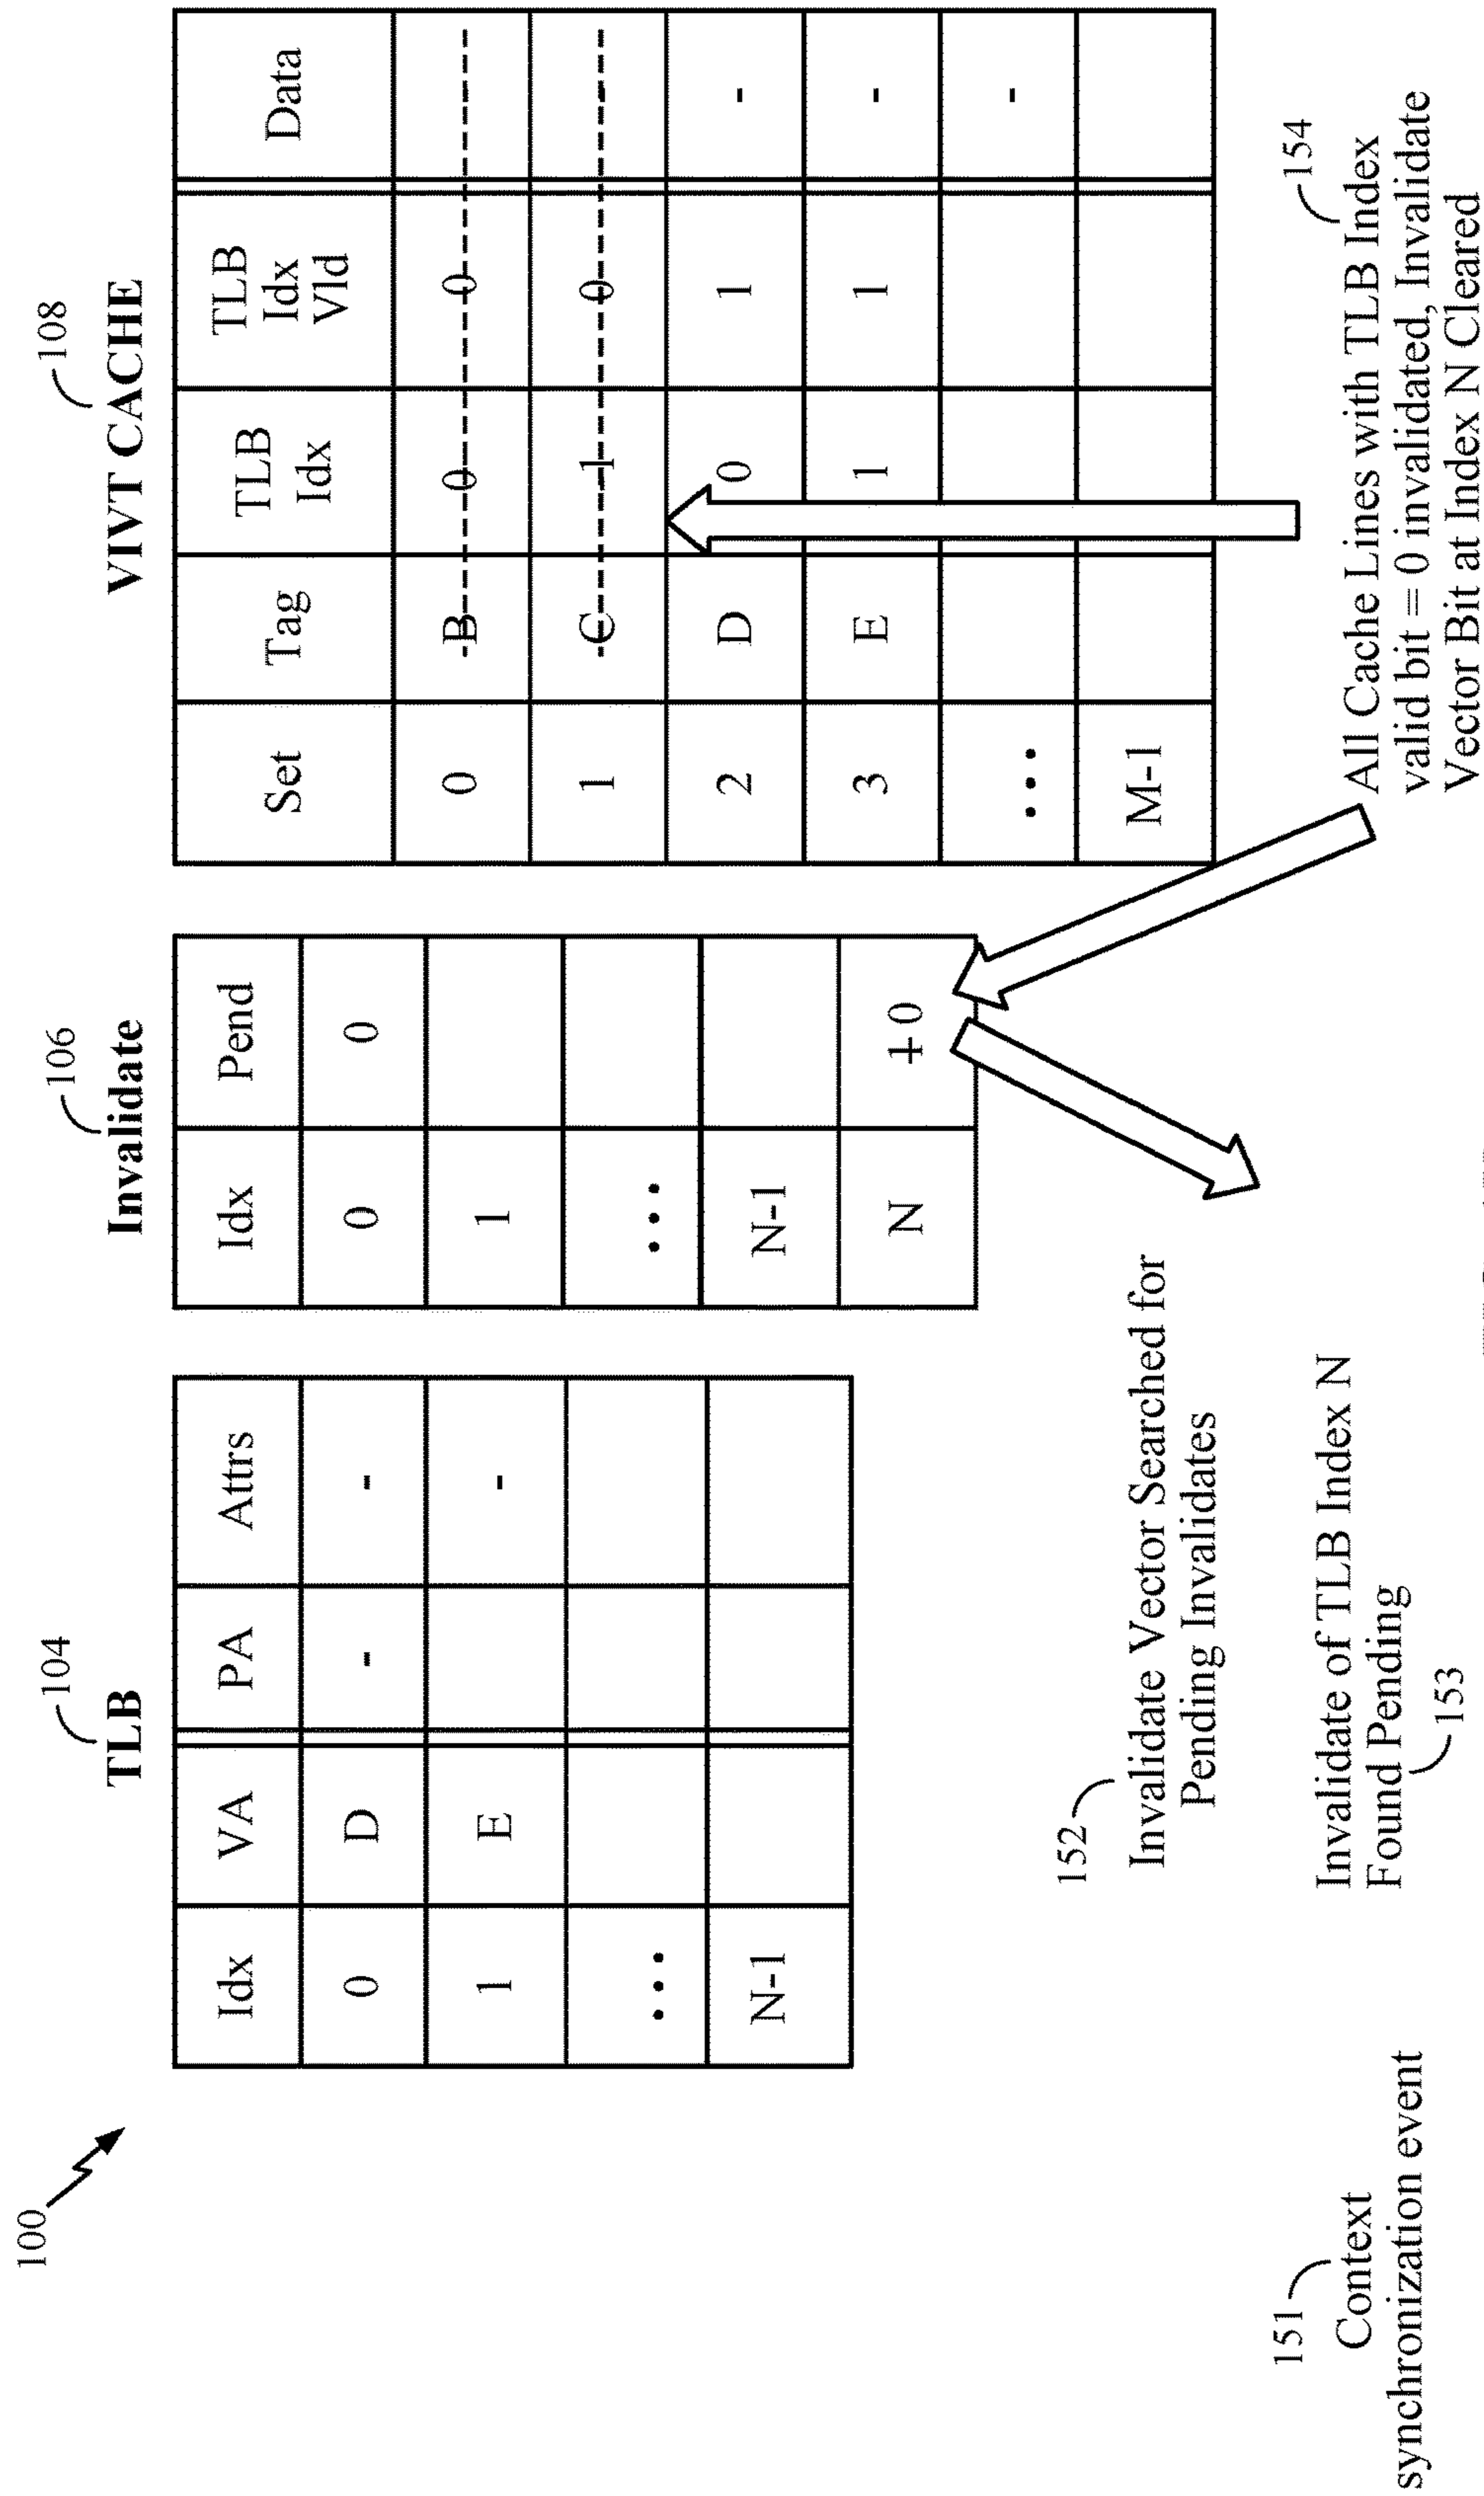 100
104
TLB
Idx VA PA Attrs
0 D - -
1 E -
...
N-1
106
Invalidate
Idx Pend
0 0
1
...
N-1
N 1 0
108
VIVT CACHE
Set Tag TLB Idx TLB Idx Vld Data
0 B 0 0 -
1 C 1 0 -
2 D 0 1 -
3 E 1 1 -
... -
M-1
151
Context
synchronization event
152
Invalidate Vector Searched for
Pending Invalidates
Invalidate of TLB Index N
Found Pending
153
154
All Cache Lines with TLB Index
valid bit = 0 invalidated, Invalidate
Vector Bit at Index N Cleared